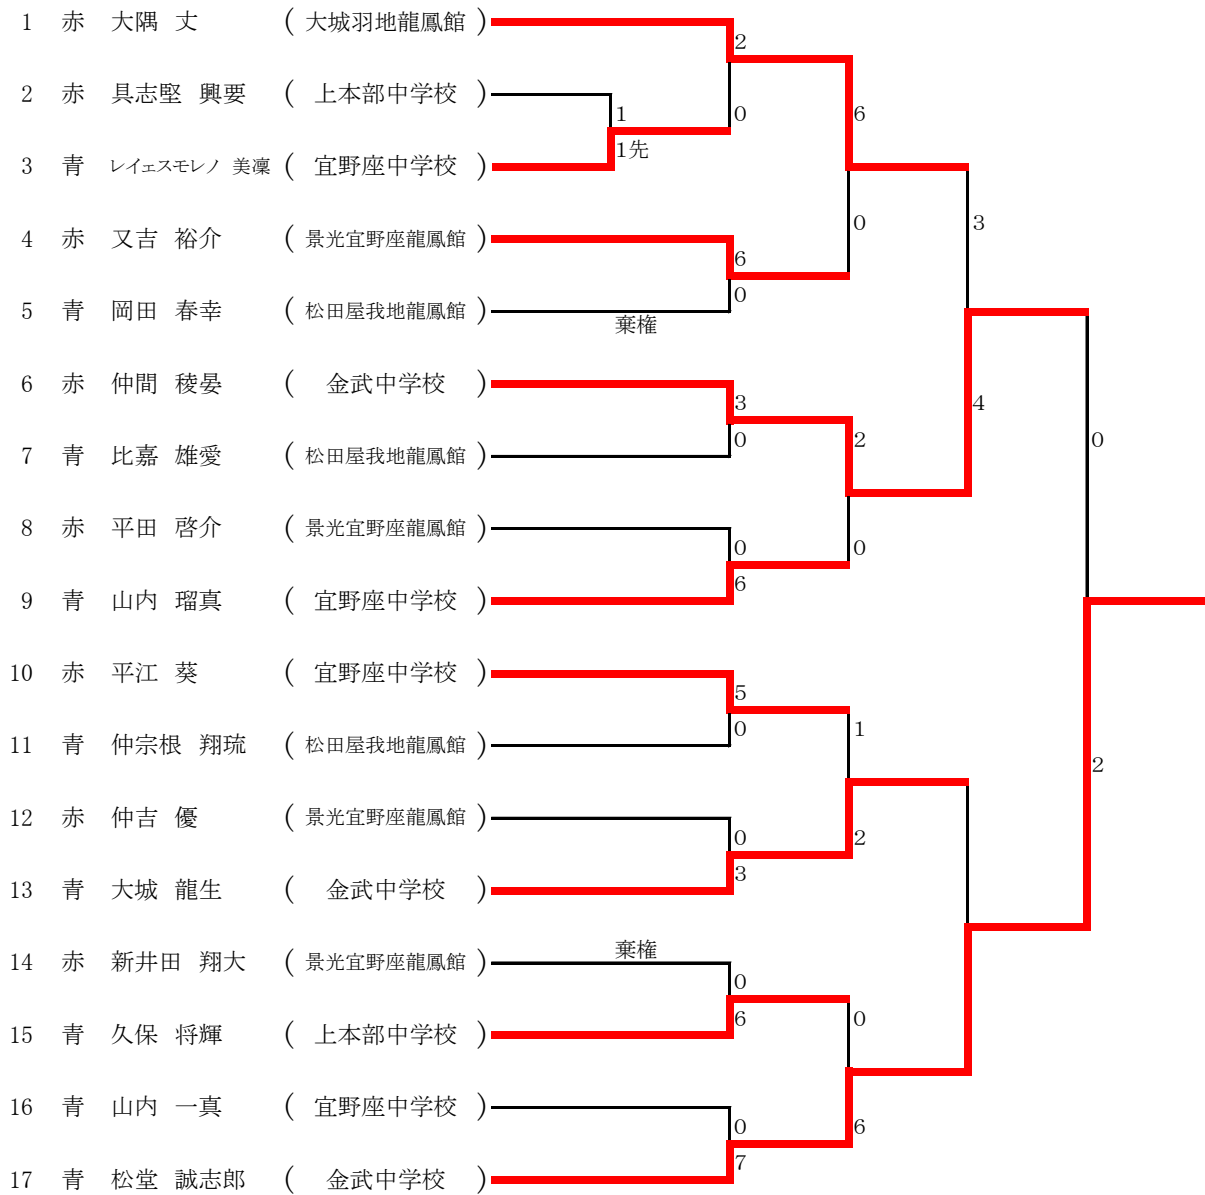 1 赤 大隅 丈 ( 大城羽地龍鳳館 )
2
2 赤 具志堅 興要 ( 上本部中学校 )
1 0 6
1先
3 青 レイェスモレノ 美凜 ( 宜野座中学校 )
0 3
4 赤 又吉 裕介 ( 景光宜野座龍鳳館 )
6
0
5 青 岡田 春幸 ( 松田屋我地龍鳳館 )
棄権
6 赤 仲間 稜晏 ( 金武中学校 )
3 4
0 2 0
7 青 比嘉 雄愛 ( 松田屋我地龍鳳館 )
8 赤 平田 啓介 ( 景光宜野座龍鳳館 )
0 0
6
9 青 山内 瑠真 ( 宜野座中学校 )
10 赤 平江 葵 ( 宜野座中学校 )
5
0 1
11 青 仲宗根 翔琉 ( 松田屋我地龍鳳館 )
2
12 赤 仲吉 優 ( 景光宜野座龍鳳館 )
0 2
3
13 青 大城 龍生 ( 金武中学校 )
棄権
14 赤 新井田 翔大 ( 景光宜野座龍鳳館 )
0
6 0
15 青 久保 将輝 ( 上本部中学校 )
16 青 山内 一真 ( 宜野座中学校 )
0 6
7
17 青 松堂 誠志郎 ( 金武中学校 )